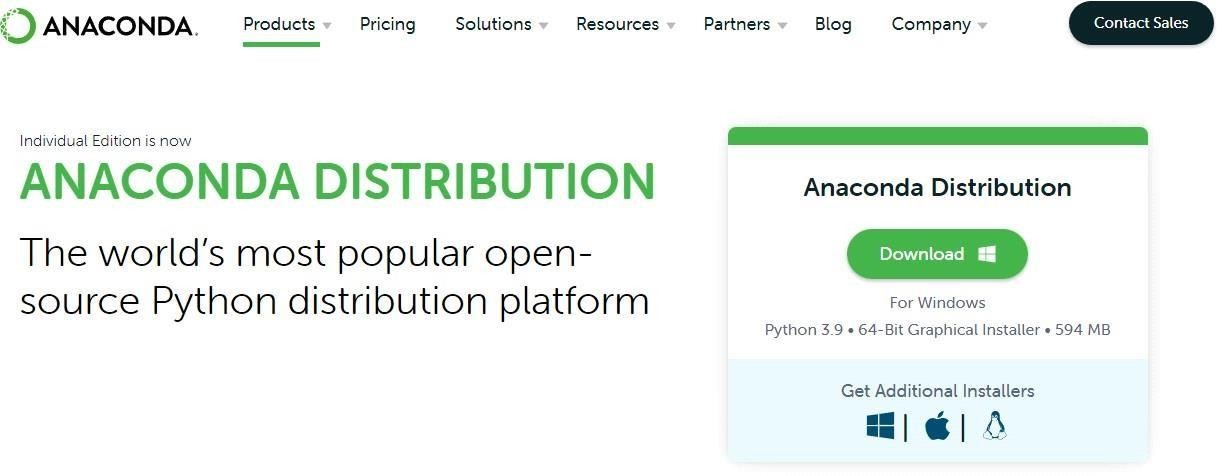 ANACONDA.
Products
Pricing
Solutions
Resources
Partners
Blog
Company
Contact Sales
Individual Edition is now
ANACONDA DISTRIBUTION
The world's most popular open-
source Python distribution platform
Anaconda Distribution
Download
For Windows
Python 3.9 • 64-Bit Graphical Installer • 594 MB
Get Additional Installers